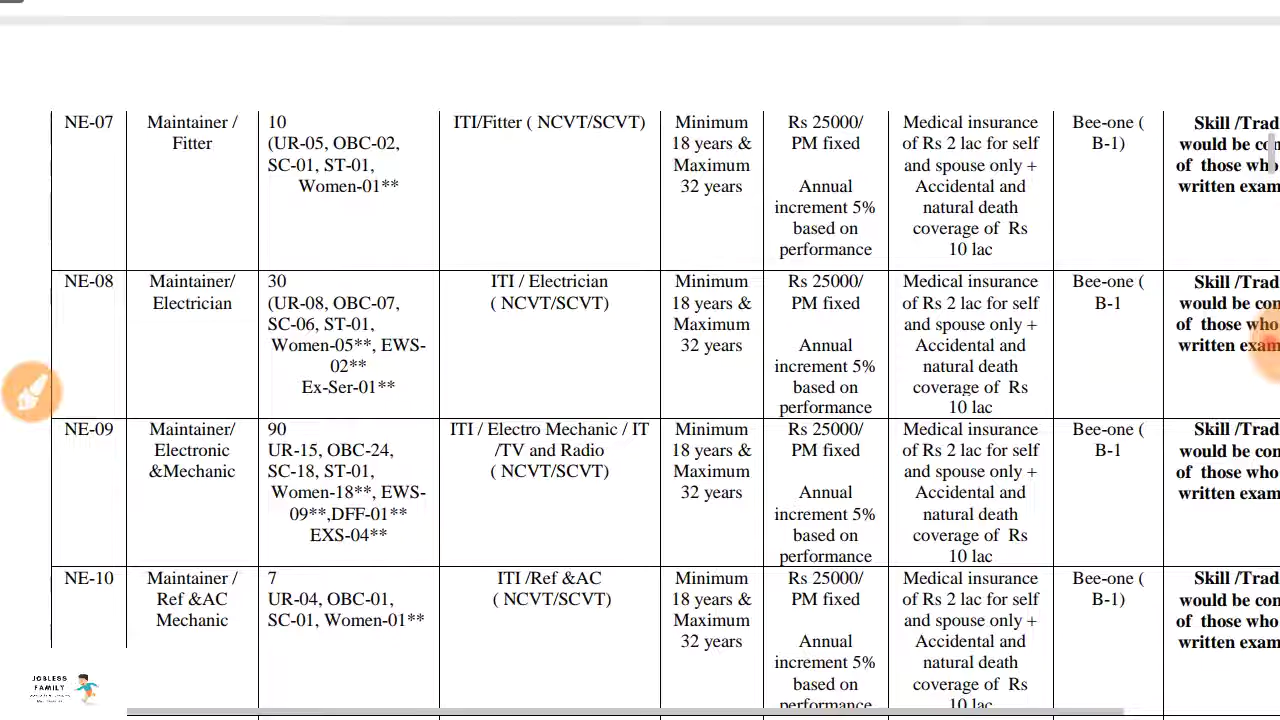 NE-07
Maintainer /
Fitter
10
(UR-05, OBC-02,
SC-01, ST-01,
Women-01**
ITI/Fitter ( NCVT/SCVT)
Minimum
18 years &
Maximum
32 years
Rs 25000/
PM fixed
Annual
increment 5%
based on
performance
Medical insurance
of Rs 2 lac for self
and spouse only +
Accidental and
natural death
coverage of Rs
10 lac
Bee-one (
B-1)
Skill /Trad
would be con
of those who
written exam
NE-08
Maintainer/
Electrician
30
(UR-08, OBC-07,
SC-06, ST-01,
Women-05**, EWS-
02**
Ex-Ser-01**
ITI / Electrician
( NCVT/SCVT)
Minimum
18 years &
Maximum
32 years
Rs 25000/
PM fixed
Annual
increment 5%
based on
performance
Medical insurance
of Rs 2 lac for self
and spouse only +
Accidental and
natural death
coverage of Rs
10 lac
Bee-one (
B-1
Skill /Trad
would be con
of those who
written exam
NE-09
Maintainer/
Electronic
&Mechanic
90
UR-15, OBC-24,
SC-18, ST-01,
Women-18**, EWS-
09**,DFF-01**
EXS-04**
ITI / Electro Mechanic / IT
/TV and Radio
( NCVT/SCVT)
Minimum
18 years &
Maximum
32 years
Rs 25000/
PM fixed
Annual
increment 5%
based on
performance
Medical insurance
of Rs 2 lac for self
and spouse only +
Accidental and
natural death
coverage of Rs
10 lac
Bee-one (
B-1
Skill /Trad
would be con
of those who
written exam
NE-10
Maintainer /
Ref &AC
Mechanic
7
UR-04, OBC-01,
SC-01, Women-01**
ITI /Ref &AC
( NCVT/SCVT)
Minimum
18 years &
Maximum
32 years
Rs 25000/
PM fixed
Annual
increment 5%
based on
performance
Medical insurance
of Rs 2 lac for self
and spouse only +
Accidental and
natural death
coverage of Rs
10 lac
Bee-one (
B-1)
Skill /Trad
would be con
of those who
written exam
JOBLESS
FAMILY